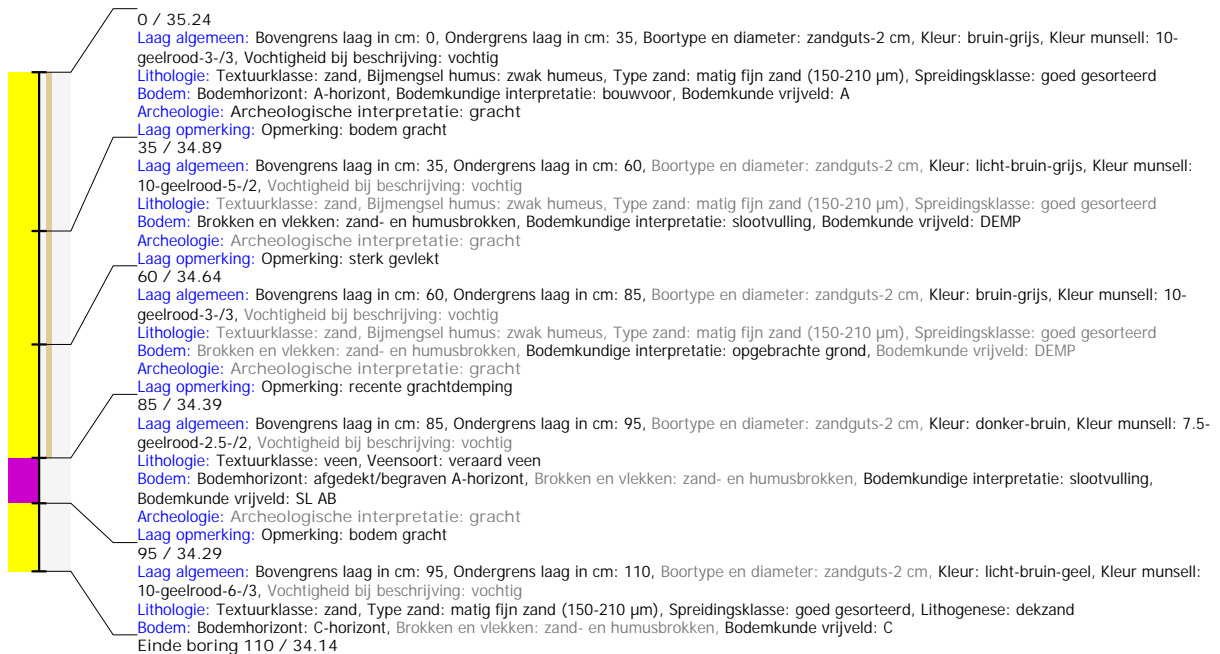 0 / 35.24
Laag algemeen: Bovengrens laag in cm: 0, Ondergrens laag in cm: 35, Boortype en diameter: zandguts-2 cm, Kleur: bruin-grijs, Kleur munsell: 10-
geelrood-3-/3, Vochtigheid bij beschrijving: vochtig
Lithologie: Textuurklasse: zand, Bijmengsel humus: zwak humeus, Type zand: matig fijn zand (150-210 µm), Spreidingsklasse: goed gesorteerd
Bodem: Bodemhorizont: A-horizont, Bodemkundige interpretatie: bouwvoor, Bodemkunde vrijveld: A
Archeologie: Archeologische interpretatie: gracht
Laag opmerking: Opmerking: bodem gracht
35 / 34.89
Laag algemeen: Bovengrens laag in cm: 35, Ondergrens laag in cm: 60, Boortype en diameter: zandguts-2 cm, Kleur: licht-bruin-grijs, Kleur munsell:
10-geelrood-5-/2, Vochtigheid bij beschrijving: vochtig
Lithologie: Textuurklasse: zand, Bijmengsel humus: zwak humeus, Type zand: matig fijn zand (150-210 µm), Spreidingsklasse: goed gesorteerd
Bodem: Brokken en vlekken: zand- en humusbrokken, Bodemkundige interpretatie: slootvulling, Bodemkunde vrijveld: DEMP
Archeologie: Archeologische interpretatie: gracht
Laag opmerking: Opmerking: sterk gevlekt
60 / 34.64
Laag algemeen: Bovengrens laag in cm: 60, Ondergrens laag in cm: 85, Boortype en diameter: zandguts-2 cm, Kleur: bruin-grijs, Kleur munsell: 10-
geelrood-3-/3, Vochtigheid bij beschrijving: vochtig
Lithologie: Textuurklasse: zand, Bijmengsel humus: zwak humeus, Type zand: matig fijn zand (150-210 µm), Spreidingsklasse: goed gesorteerd
Bodem: Brokken en vlekken: zand- en humusbrokken, Bodemkundige interpretatie: opgebrachte grond, Bodemkunde vrijveld: DEMP
Archeologie: Archeologische interpretatie: gracht
Laag opmerking: Opmerking: recente grachtdemping
85 / 34.39
Laag algemeen: Bovengrens laag in cm: 85, Ondergrens laag in cm: 95, Boortype en diameter: zandguts-2 cm, Kleur: donker-bruin, Kleur munsell: 7.5-
geelrood-2.5-/2, Vochtigheid bij beschrijving: vochtig
Lithologie: Textuurklasse: veen, Veensoort: veraard veen
Bodem: Bodemhorizont: afgedekt/begraven A-horizont, Brokken en vlekken: zand- en humusbrokken, Bodemkundige interpretatie: slootvulling,
Bodemkunde vrijveld: SL AB
Archeologie: Archeologische interpretatie: gracht
Laag opmerking: Opmerking: bodem gracht
95 / 34.29
Laag algemeen: Bovengrens laag in cm: 95, Ondergrens laag in cm: 110, Boortype en diameter: zandguts-2 cm, Kleur: licht-bruin-geel, Kleur munsell:
10-geelrood-6-/3, Vochtigheid bij beschrijving: vochtig
Lithologie: Textuurklasse: zand, Type zand: matig fijn zand (150-210 µm), Spreidingsklasse: goed gesorteerd, Lithogenese: dekzand
Bodem: Bodemhorizont: C-horizont, Brokken en vlekken: zand- en humusbrokken, Bodemkunde vrijveld: C
Einde boring 110 / 34.14